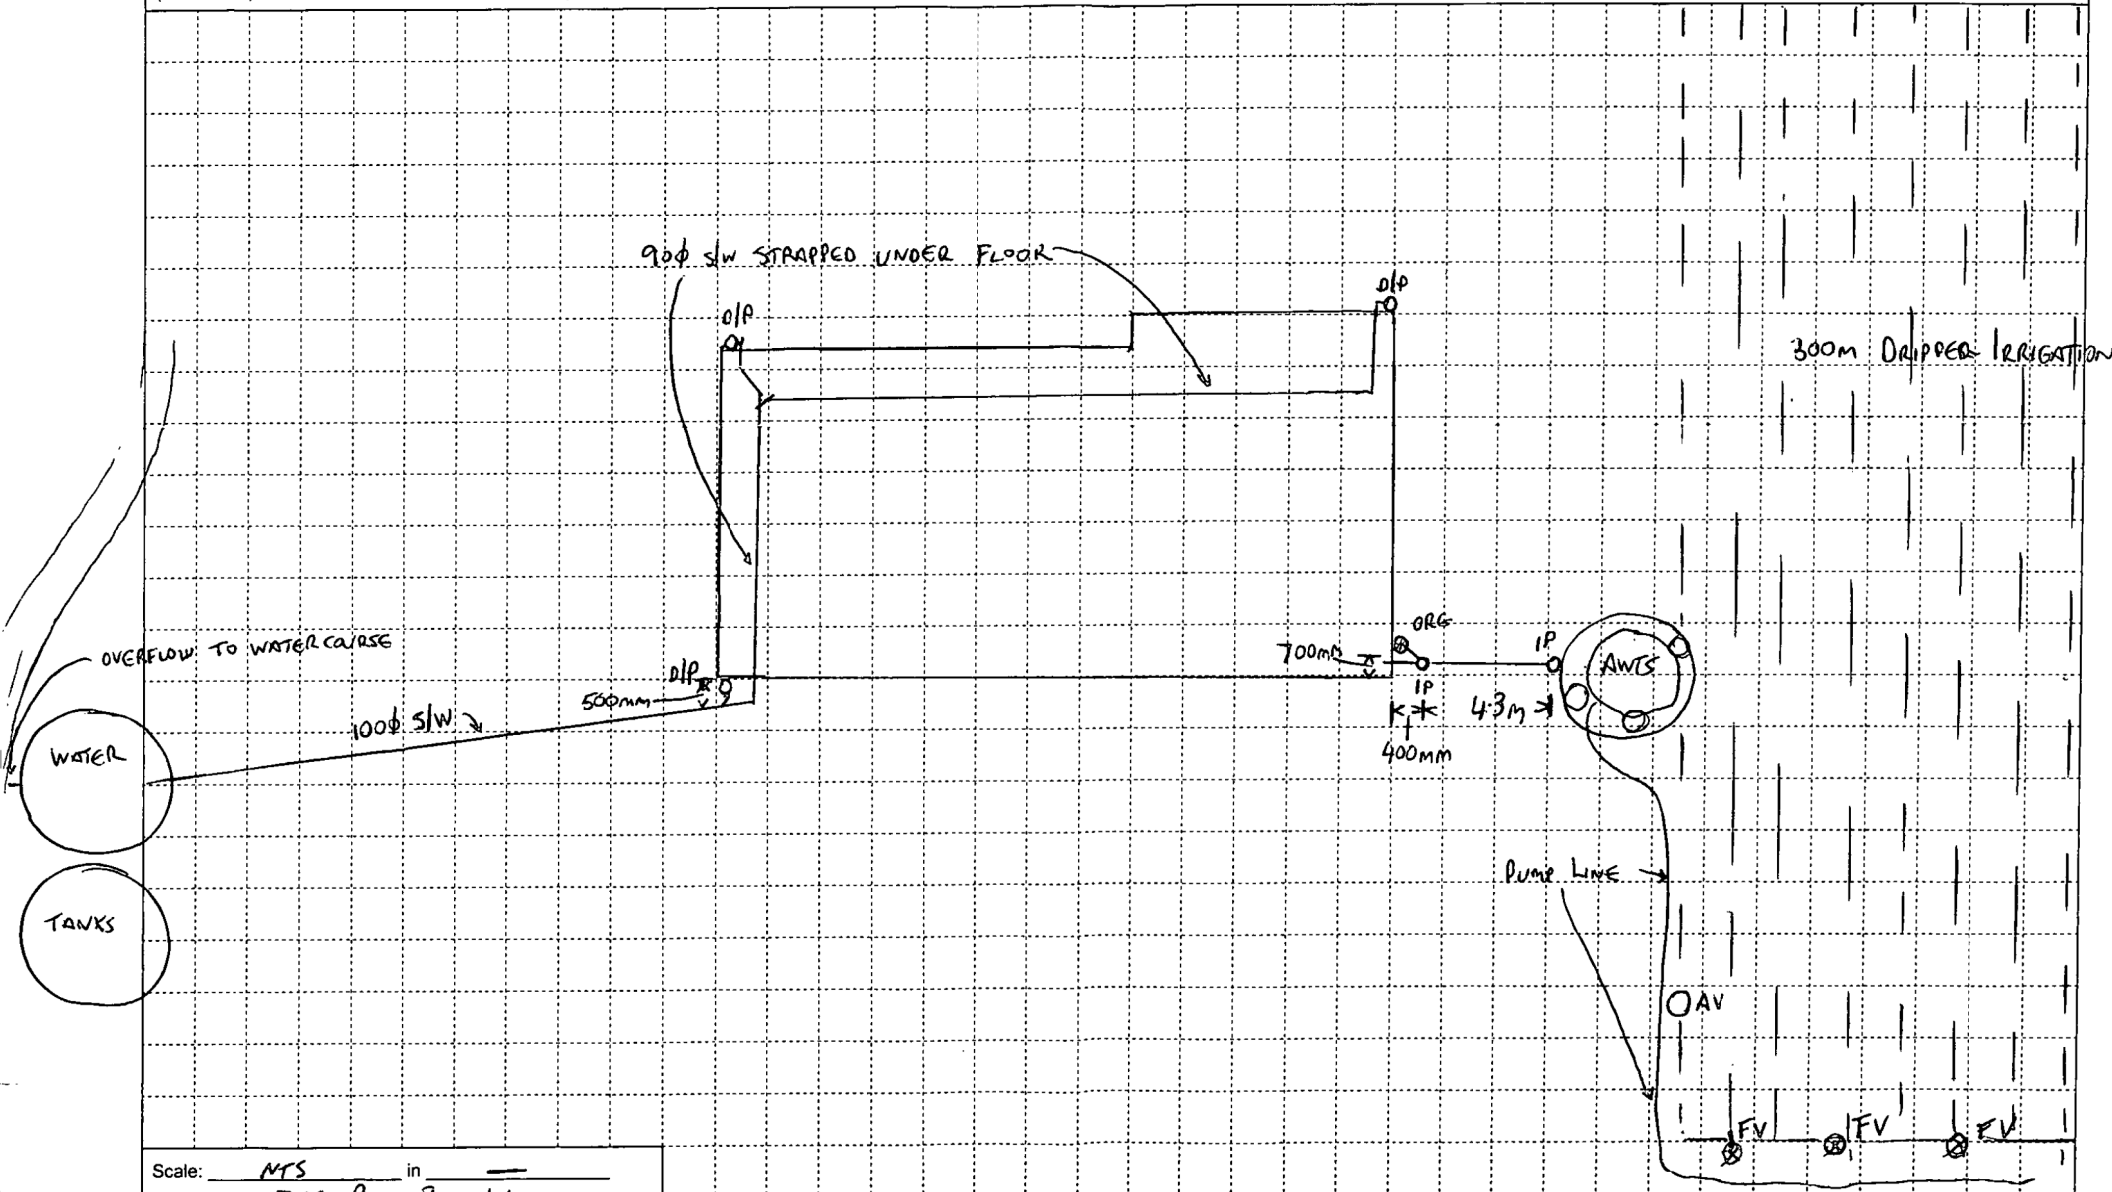 90ϕ S/W STRAPPED UNDER FLOOR
D/P
D/P
300m DRIPPER IRRIGATION
ORG
OVERFLOW TO WATERCOURSE
700mm
IP
AWTS
D/P
500mm
IP
4.3m
100ϕ S/W
400mm
WATER
PUMP LINE
TANKS
AV
FV
FV
FV
Scale: NTS in —